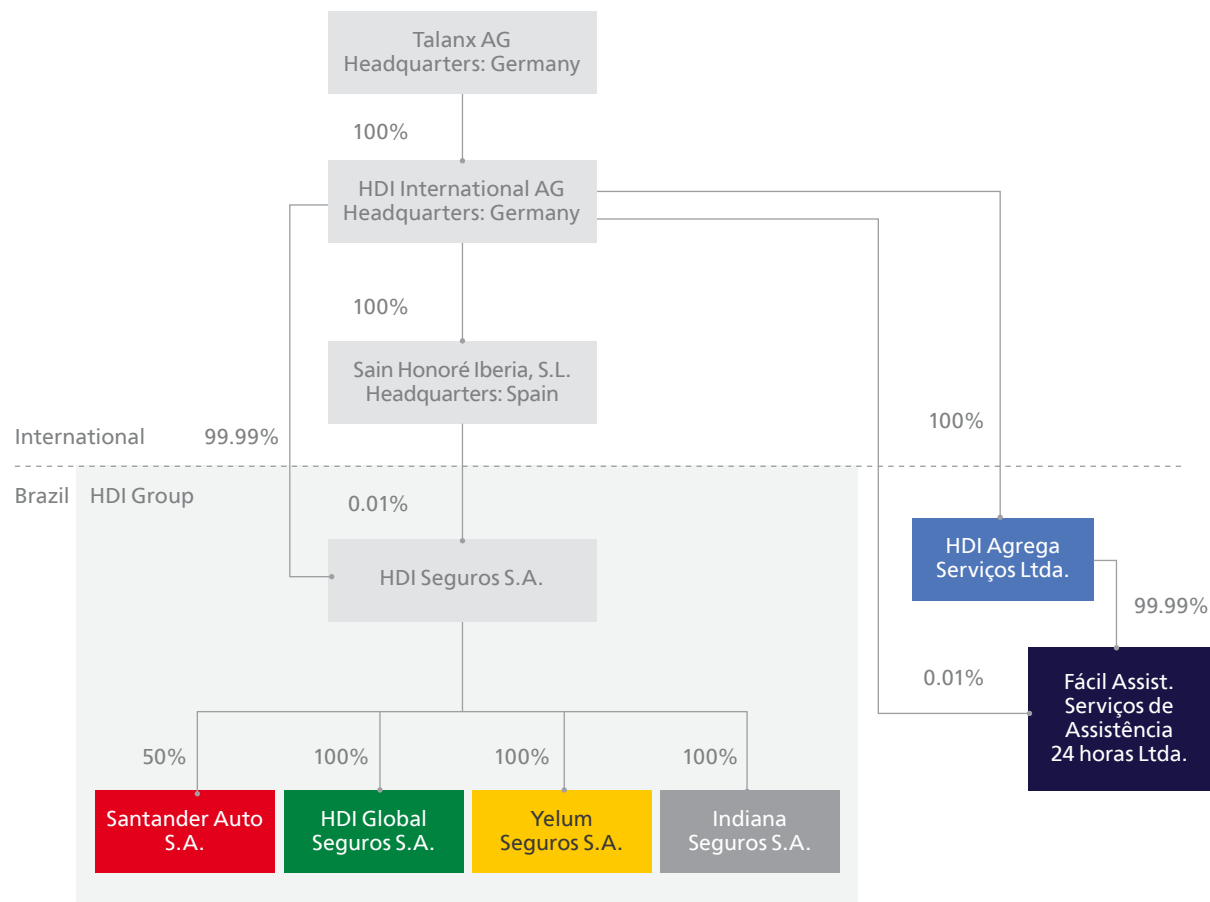 Talanx AG
Headquarters: Germany
100%
HDI International AG
Headquarters: Germany
100%
Sain Honoré Iberia, S.L.
Headquarters: Spain
International
99.99%
100%
Brazil
HDI Group
0.01%
HDI Seguros S.A.
HDI Agrega
Serviços Ltda.
99.99%
0.01%
Fácil Assist.
Serviços de
Assistência
24 horas Ltda.
50%
100%
100%
100%
Santander Auto
S.A.
HDI Global
Seguros S.A.
Yelum
Seguros S.A.
Indiana
Seguros S.A.